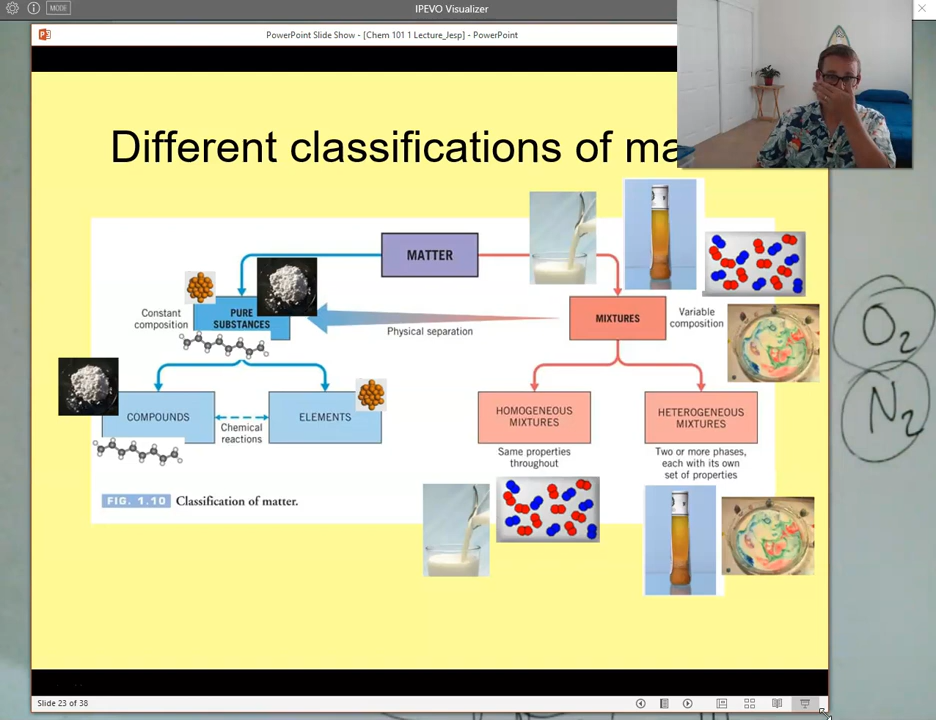 MODE
IPEVO Visualizer
PowerPoint Slide Show - [Chem 101 1 Lecture_Jesp] - PowerPoint
Different classifications of ma
MATTER
Constant
composition
PURE
SUBSTANCES
Physical separation
MIXTURES
Variable
composition
COMPOUNDS
Chemical
reactions
ELEMENTS
HOMOGENEOUS
MIXTURES
Same properties
throughout
HETEROGENEOUS
MIXTURES
Two or more phases,
each with its own
set of properties
FIG. 1.10 Classification of matter.
O2
N2
Slide 23 of 38